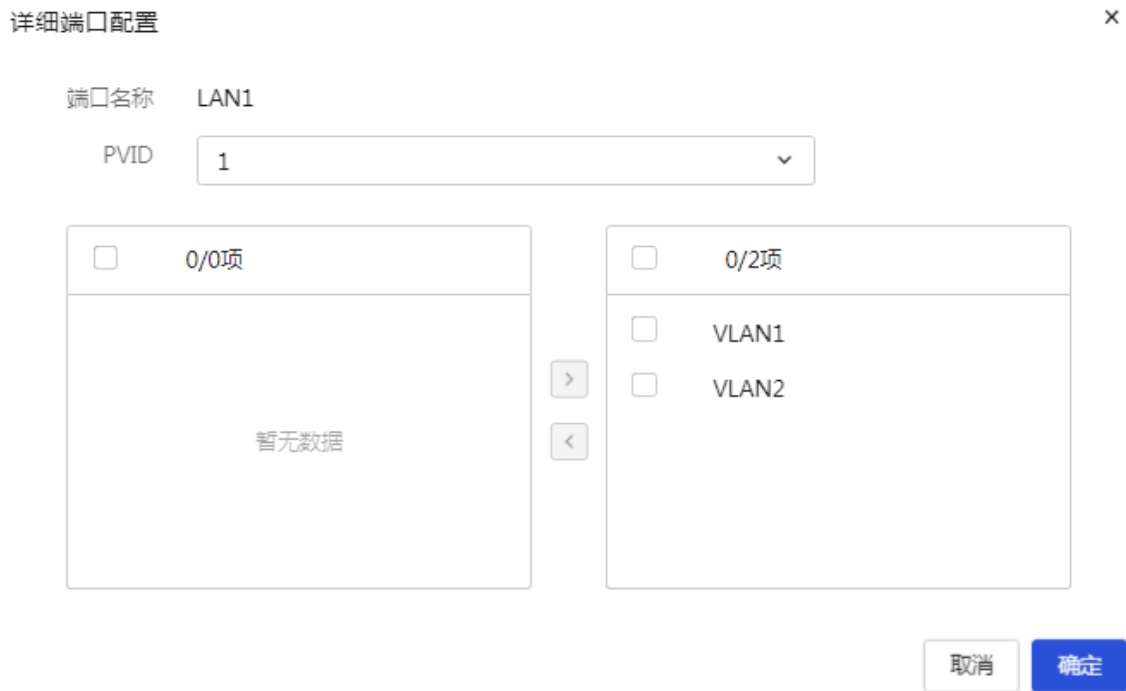 详细端口配置
端口名称 LAN1
PVID 1
0/0项 0/2项
VLAN1
VLAN2
暂无数据
取消 确定